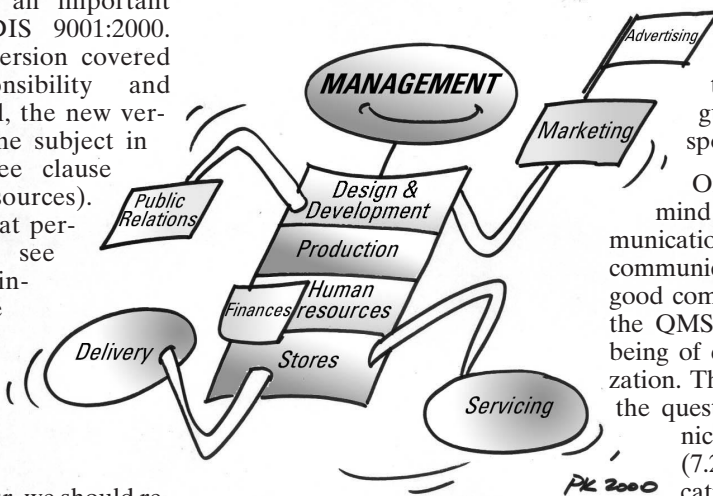 an important
DIS 9001:2000.
ersion covered
onsibility and
l, the new ver-
he subject in
ee clause
sources).
at per-
see
in-
e
r, we should re-
MANAGEMENT
Advertising
Marketing
Public
Relations
Design &
Development
Production
Human
resources
Finances
Stores
Delivery
Servicing
PK 2000
t
gu
spo
O
mind
munication
communic
good com
the QMS
being of e
zation. Th
the quest
nic
(7.2
cat